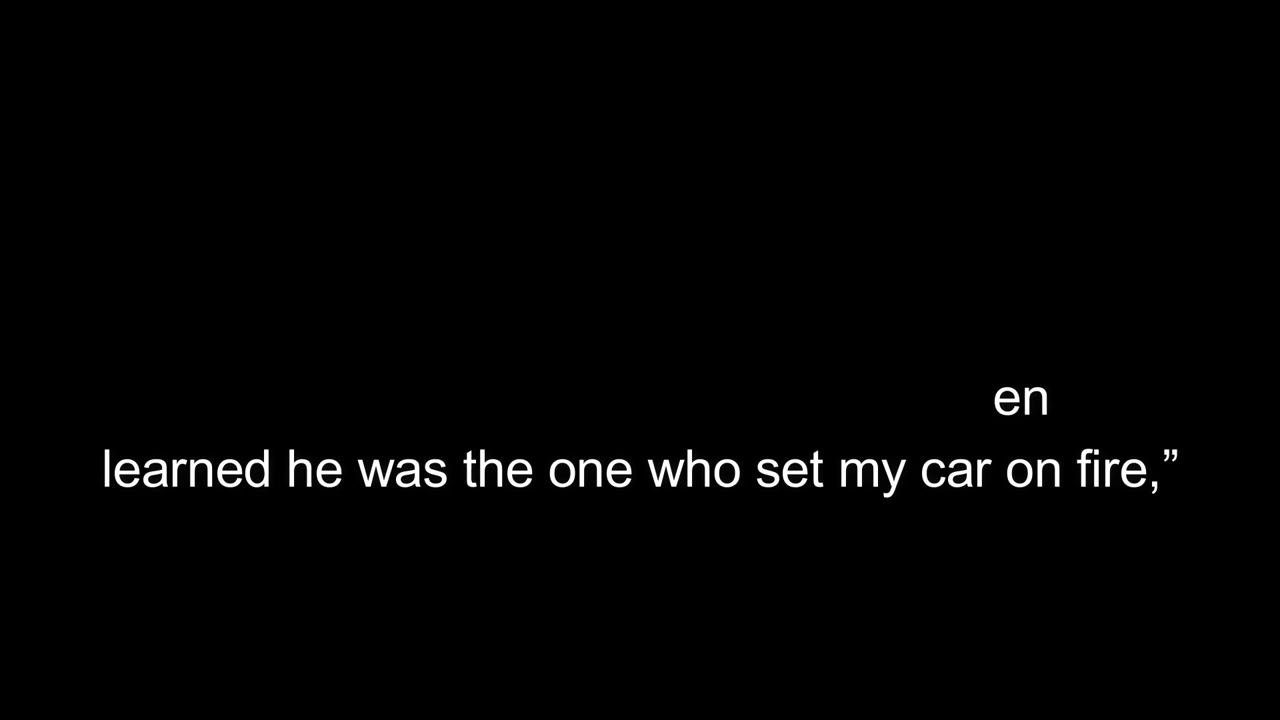 en
learned he was the one who set my car on fire,”